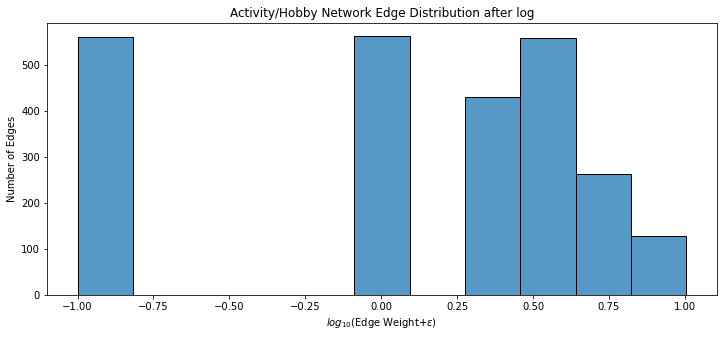 Activity/Hobby Network Edge Distribution after log
Number of Edges
500
400
300
200
100
0
−1.00 −0.75 −0.50 −0.25 0.00 0.25 0.50 0.75 1.00
log₁₀(Edge Weight+ε)